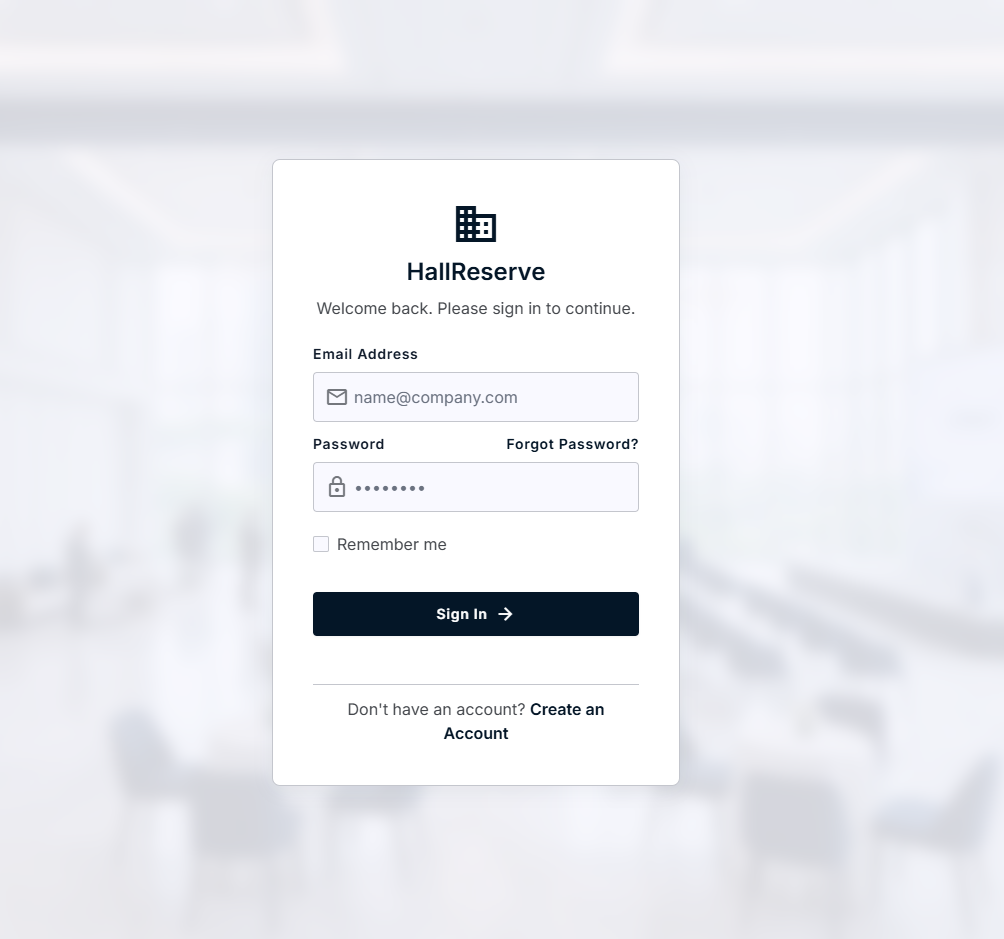 HallReserve
Welcome back. Please sign in to continue.
Email Address
name@company.com
Password Forgot Password?
••••••••
Remember me
Sign In →
Don't have an account? Create an
Account